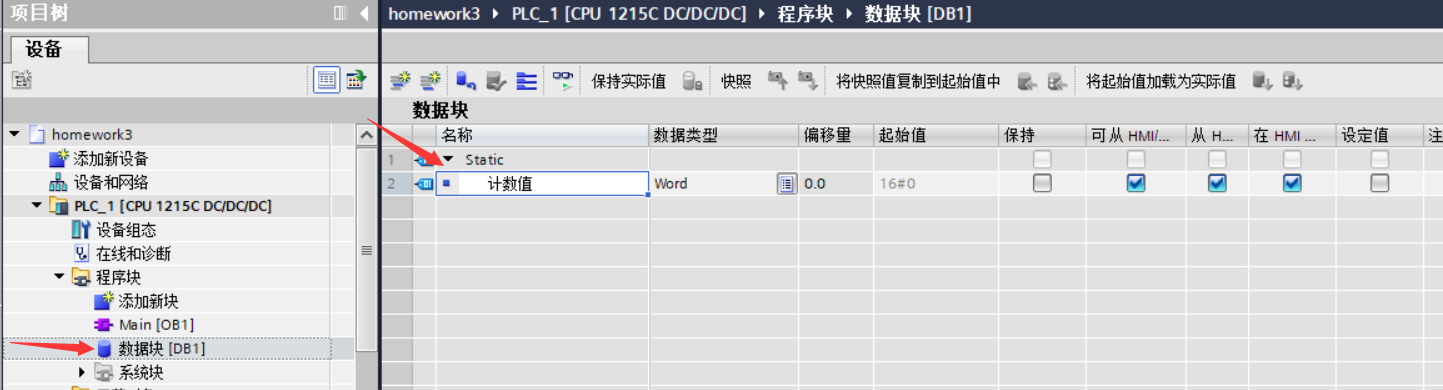 项目树
homework3 PLC_1 [CPU 1215C DC/DC/DC] 程序块 数据块 [DB1]
设备
保持实际值 快照 将快照值复制到起始值中 将起始值加载为实际值
数据块
名称 数据类型 偏移量 起始值 保持 可从 HMI/... 从 H... 在 HMI ... 设定值 注
1 Static
2 计数值 Word 0.0 16#0
homework3
添加新设备
设备和网络
PLC_1 [CPU 1215C DC/DC/DC]
设备组态
在线和诊断
程序块
添加新块
Main [OB1]
数据块 [DB1]
系统块